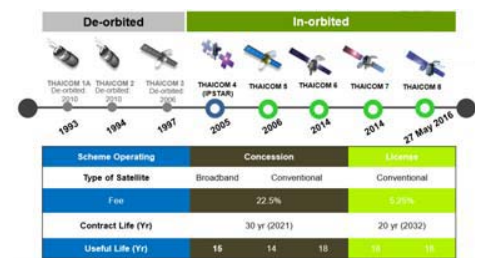 De-orbited In-orbited
THAICOM 1A THAICOM 2 THAICOM 3 THAICOM 4 THAICOM 5 THAICOM 6 THAICOM 7 THAICOM 8
De-orbited De-orbited De-orbited (IPSTAR)
2010 2010 2006
1993 1994 1997 2005 2006 2014 2014 27 May 2016
Scheme Operating Concession License
Type of Satellite Broadband Conventional Conventional
Fee 22.5% 5.25%
Contract Life (Yr) 30 yr (2021) 20 yr (2032)
Useful Life (Yr) 15 14 18 18 18